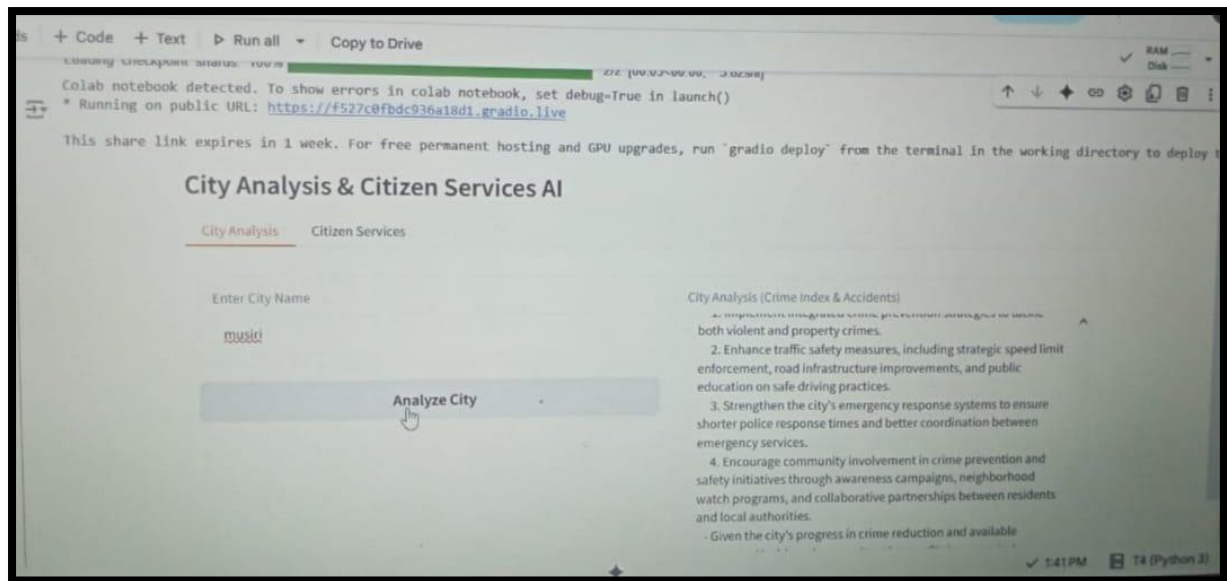 + Code + Text Run all Copy to Drive
RAM
Disk
Loading checkpoint shards: 100%
Colab notebook detected. To show errors in colab notebook, set debug=True in launch()
* Running on public URL: https://f527c0fbdc936a18d1.gradio.live
This share link expires in 1 week. For free permanent hosting and GPU upgrades, run `gradio deploy` from the terminal in the working directory to deploy
City Analysis & Citizen Services AI
City Analysis Citizen Services
Enter City Name
musiri
Analyze City
City Analysis (Crime Index & Accidents)
both violent and property crimes.
2. Enhance traffic safety measures, including strategic speed limit
enforcement, road infrastructure improvements, and public
education on safe driving practices.
3. Strengthen the city's emergency response systems to ensure
shorter police response times and better coordination between
emergency services.
4. Encourage community involvement in crime prevention and
safety initiatives through awareness campaigns, neighborhood
watch programs, and collaborative partnerships between residents
and local authorities.
- Given the city's progress in crime reduction and available
1:41 PM T4 (Python 3)